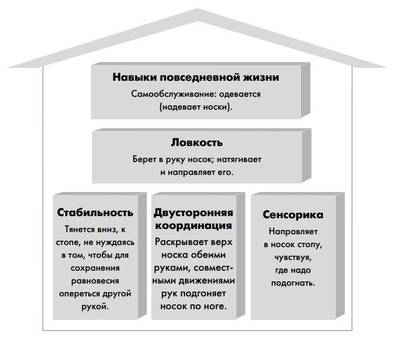 Навыки повседневной жизни
Самообслуживание: одевается
(надевает носки).
Ловкость
Берет в руку носок; натягивает
и направляет его.
Стабильность
Тянется вниз, к
стопе, не нуждаясь
в том, чтобы для
сохранения
равновесия
опереться другой
рукой.
Двусторонняя
координация
Раскрывает верх
носка обеими
руками, совмест-
ными движениями
рук подгоняет
носок по ноге.
Сенсорика
Направляет
в носок стопу,
чувствуя,
где надо
подогнать.